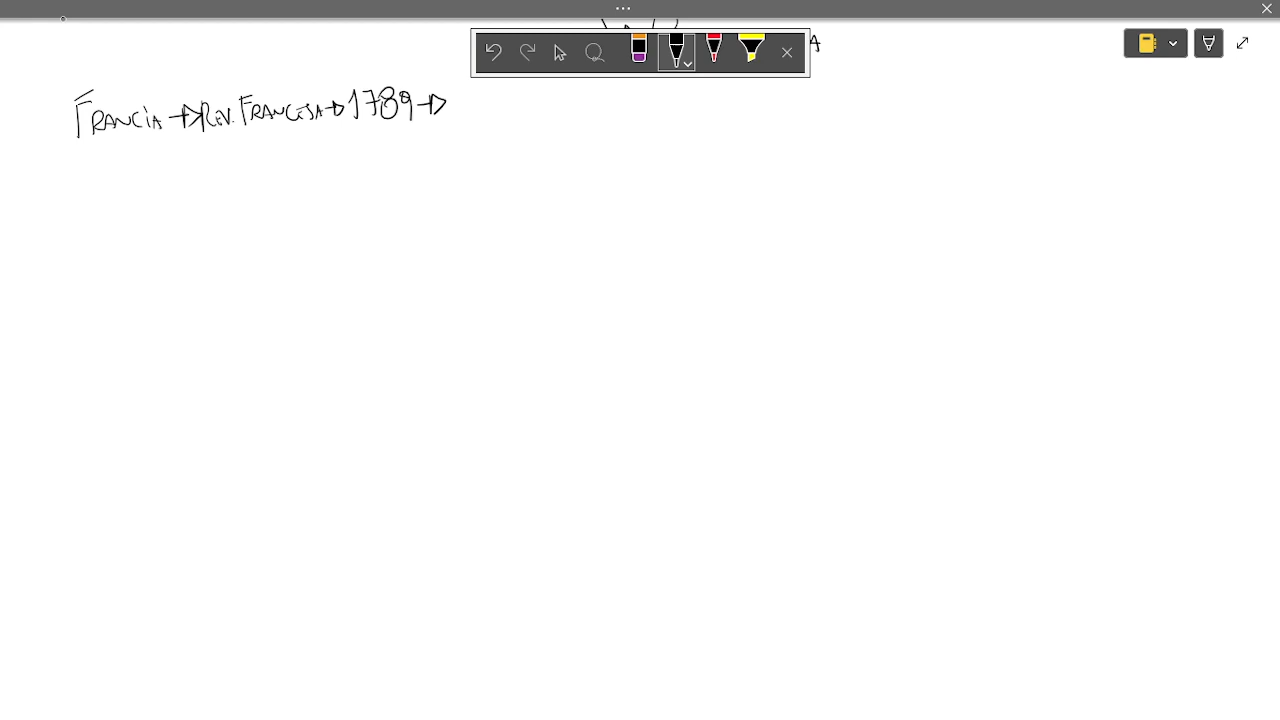 A
Francia → Rev. Francesa → 1789 →